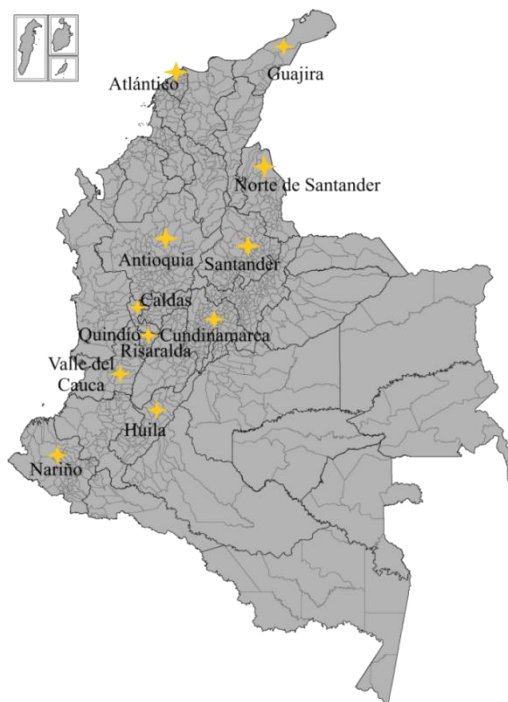 Guajira
Atlántico
Norte de Santander
Antioquia
Santander
Caldas
Quindío
Cundinamarca
Risaralda
Valle del
Cauca
Huila
Nariño